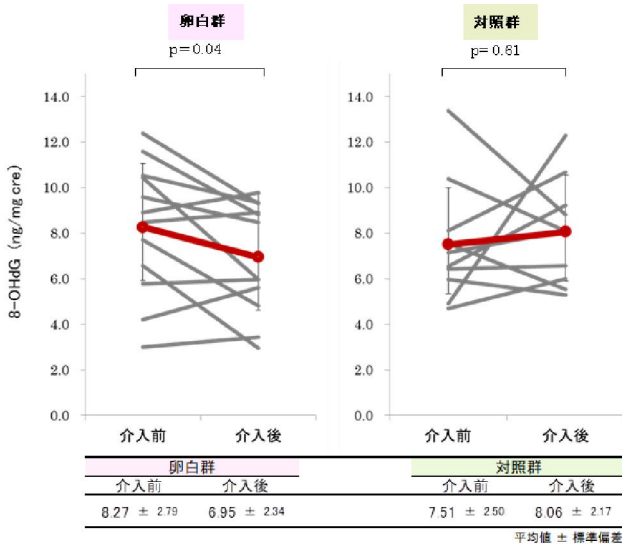 卵白群
対照群
p=0.04
p= 0.61
8-OHdG (ng/mg cre)
14.0
12.0
10.0
8.0
6.0
4.0
2.0
0.0
介入前
介入後
14.0
12.0
10.0
8.0
6.0
4.0
2.0
0.0
介入前
介入後
卵白群
対照群
介入前 介入後 介入前 介入後
8.27 ± 2.79 6.95 ± 2.34 7.51 ± 2.50 8.06 ± 2.17
平均値 ± 標準偏差